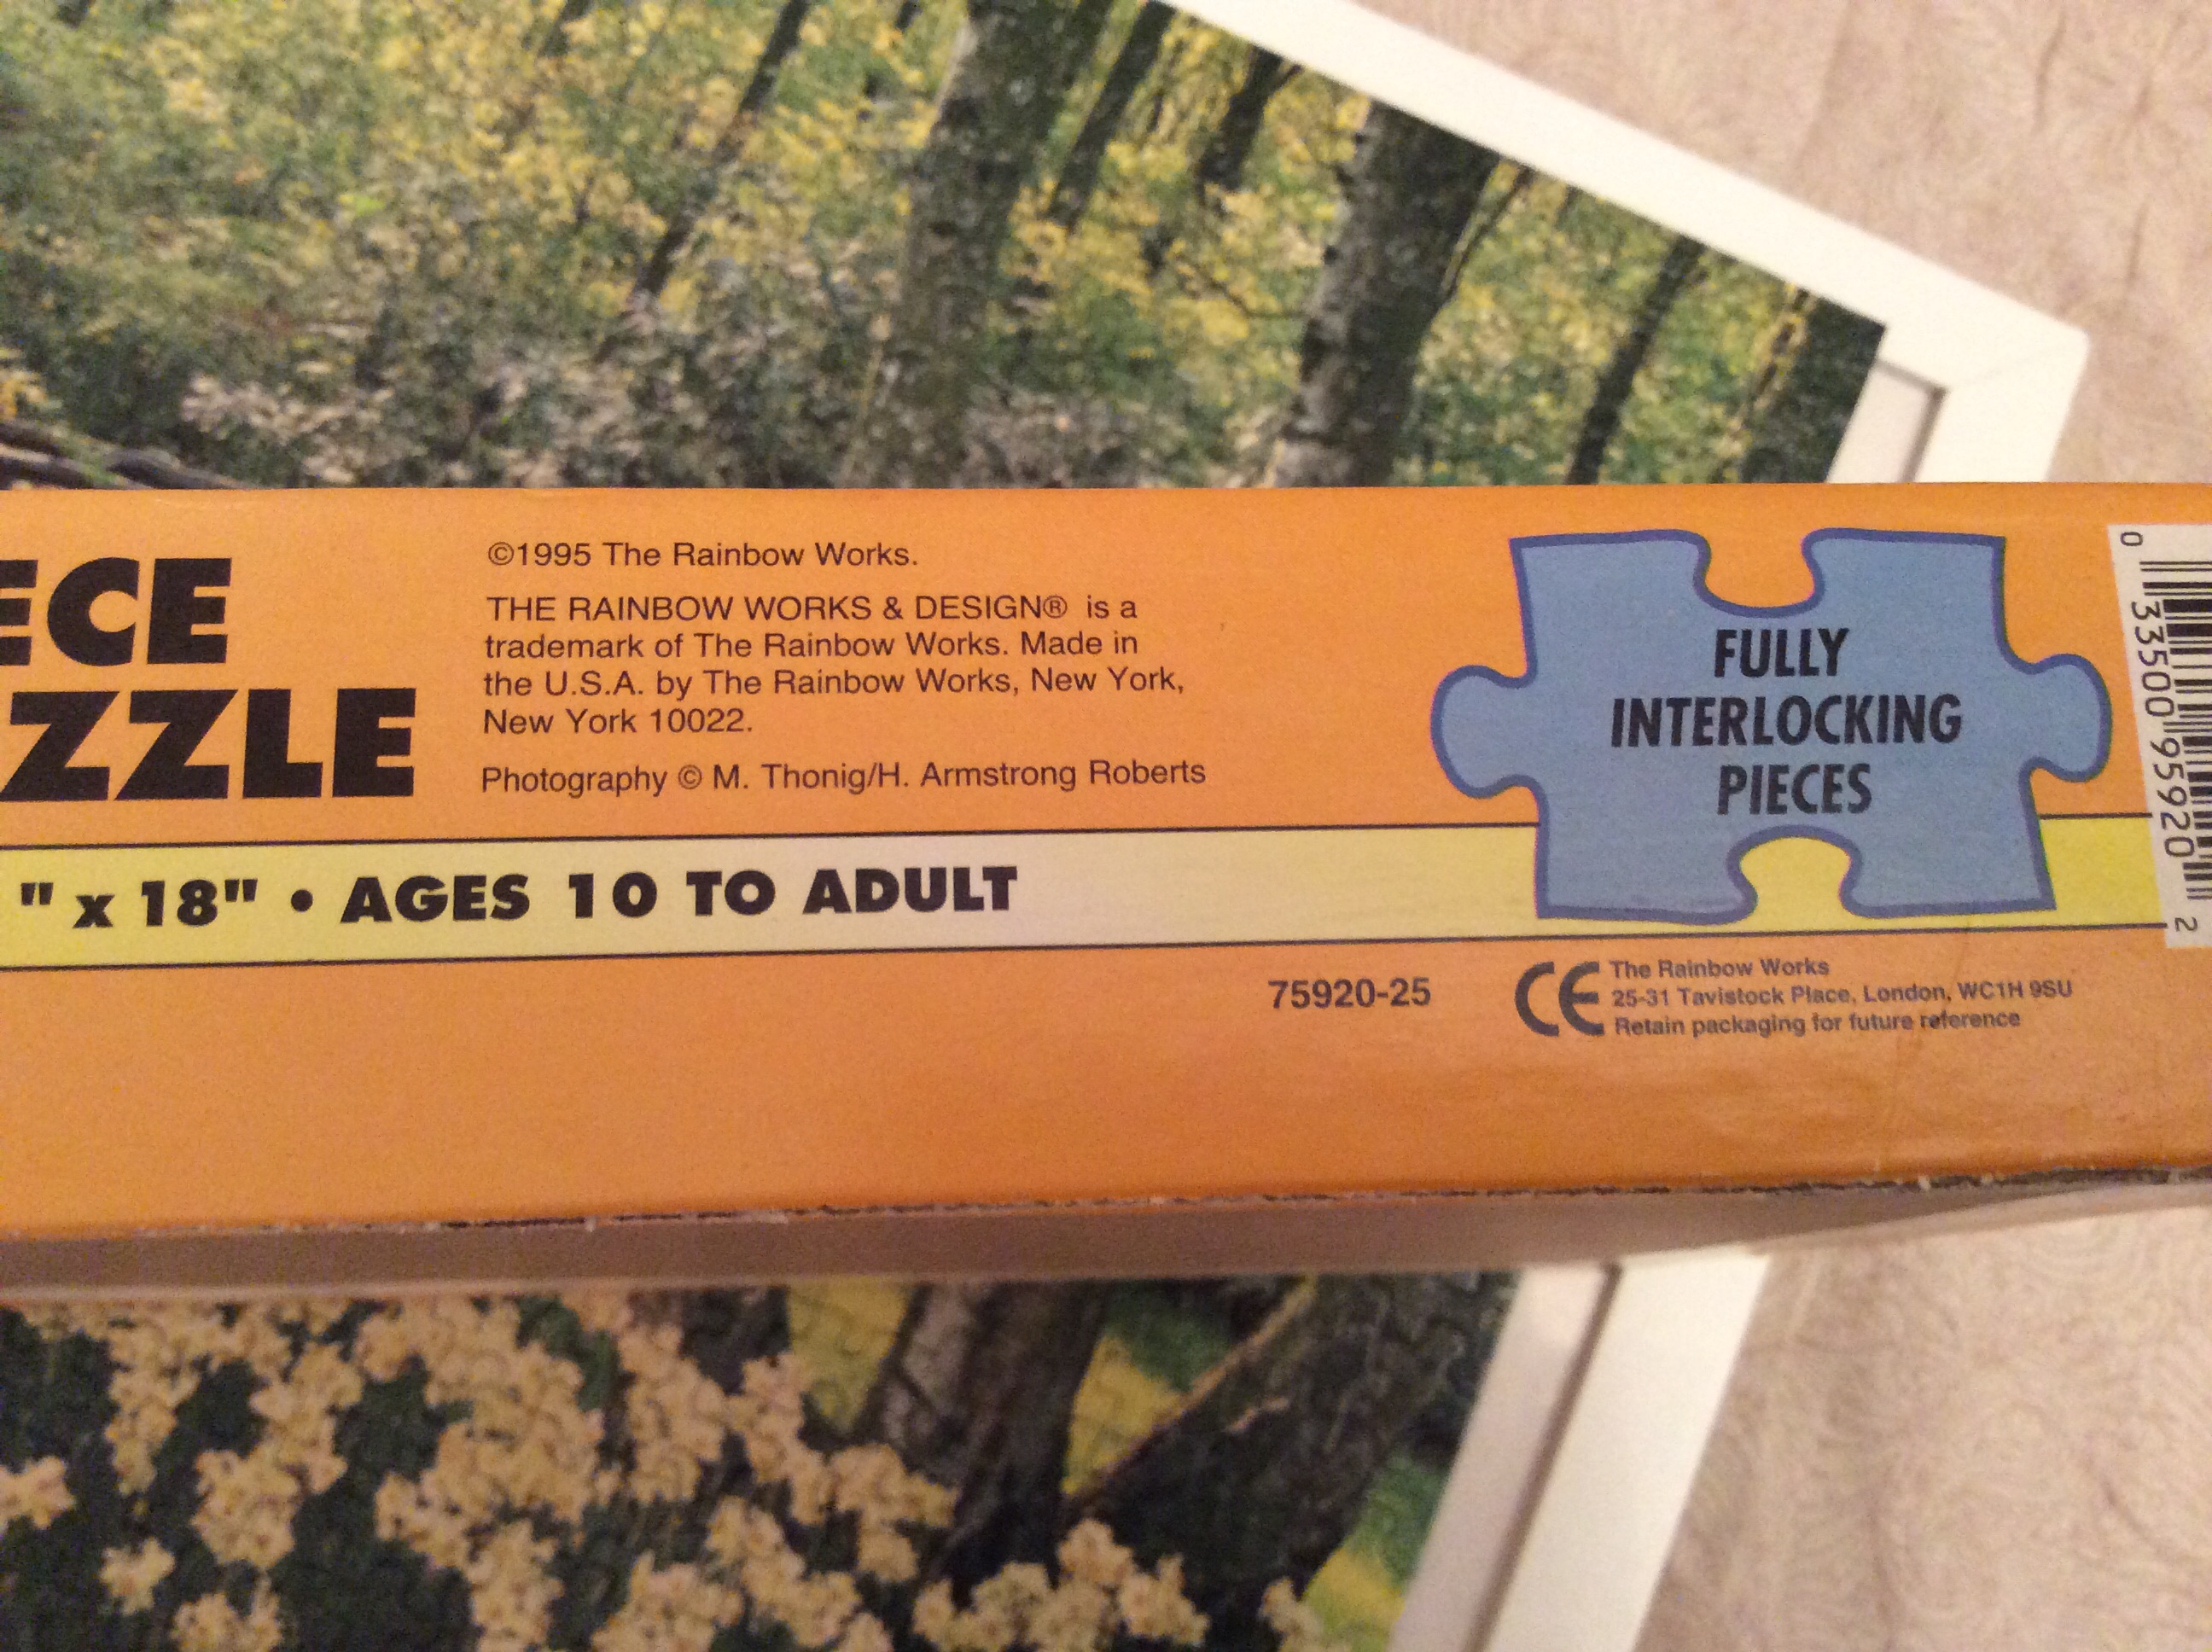 ECE
ZZLE
©1995 The Rainbow Works.
THE RAINBOW WORKS & DESIGN® is a
trademark of The Rainbow Works. Made in
the U.S.A. by The Rainbow Works, New York,
New York 10022.
Photography © M. Thonig/H. Armstrong Roberts
" x 18" • AGES 10 TO ADULT
FULLY
INTERLOCKING
PIECES
75920-25
CE
The Rainbow Works
25-31 Tavistock Place, London, WC1H 9SU
Retain packaging for future reference
0 33500 95920 2